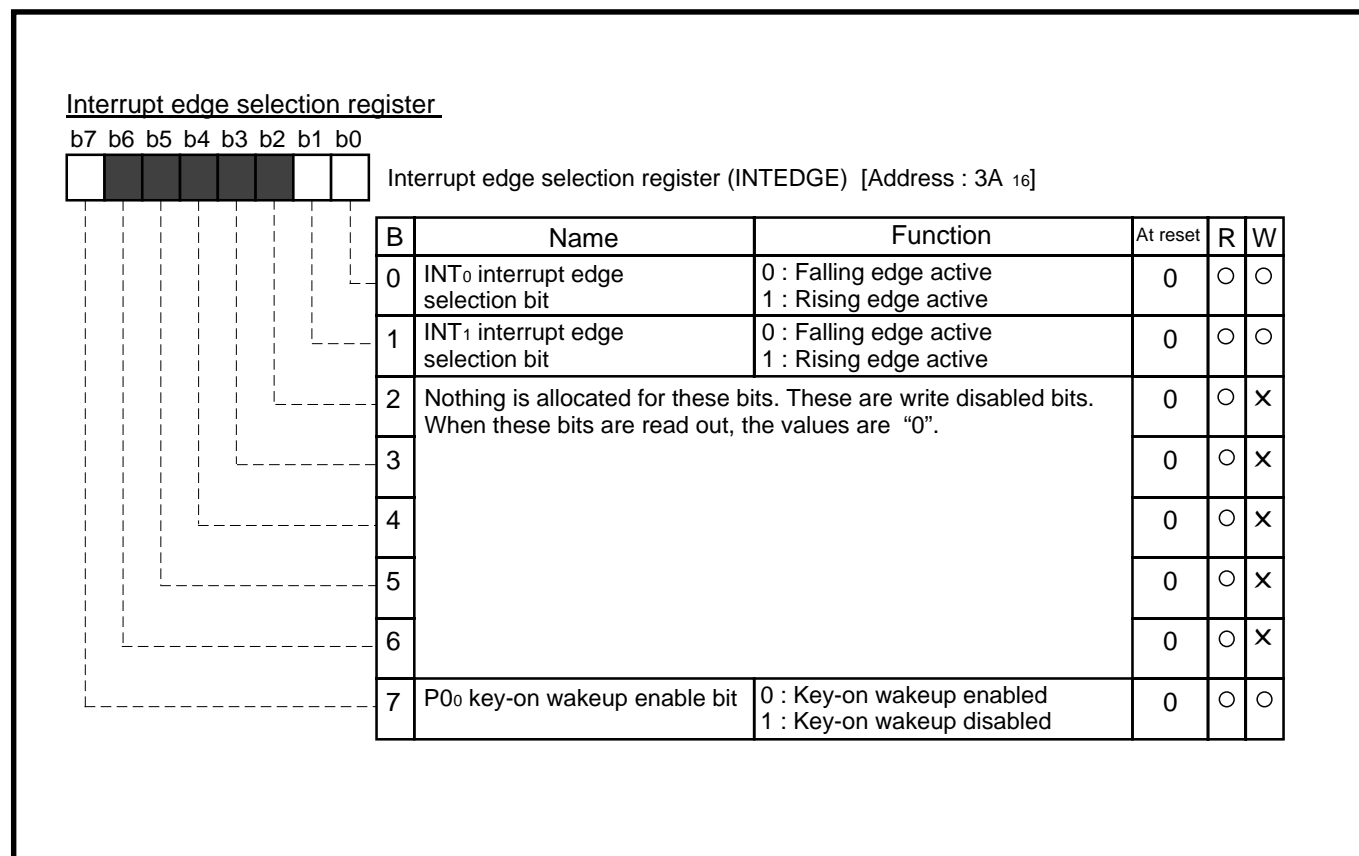 Interrupt edge selection register
b7 b6 b5 b4 b3 b2 b1 b0
Interrupt edge selection register (INTEDGE) [Address : 3A 16]
B Name Function At reset R W
0 INT0 interrupt edge selection bit 0 : Falling edge active 1 : Rising edge active 0 ○ ○
1 INT1 interrupt edge selection bit 0 : Falling edge active 1 : Rising edge active 0 ○ ○
2 Nothing is allocated for these bits. These are write disabled bits. When these bits are read out, the values are “0”. 0 ○ ×
3 0 ○ ×
4 0 ○ ×
5 0 ○ ×
6 0 ○ ×
7 P00 key-on wakeup enable bit 0 : Key-on wakeup enabled 1 : Key-on wakeup disabled 0 ○ ○